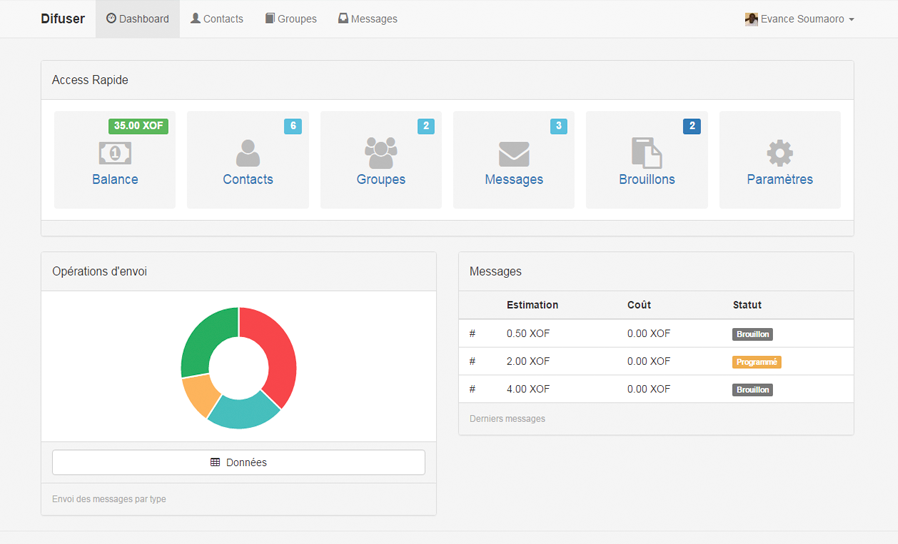 Difuser Dashboard Contacts Groupes Messages Evance Soumaoro
Access Rapide
35.00 XOF 6 2 3 2
1
Balance Contacts Groupes Messages Brouillons Paramètres
Opérations d'envoi
Messages
Estimation Coût Statut
# 0.50 XOF 0.00 XOF Brouillon
# 2.00 XOF 0.00 XOF Programmé
# 4.00 XOF 0.00 XOF Brouillon
Derniers messages
Données
Envoi des messages par type